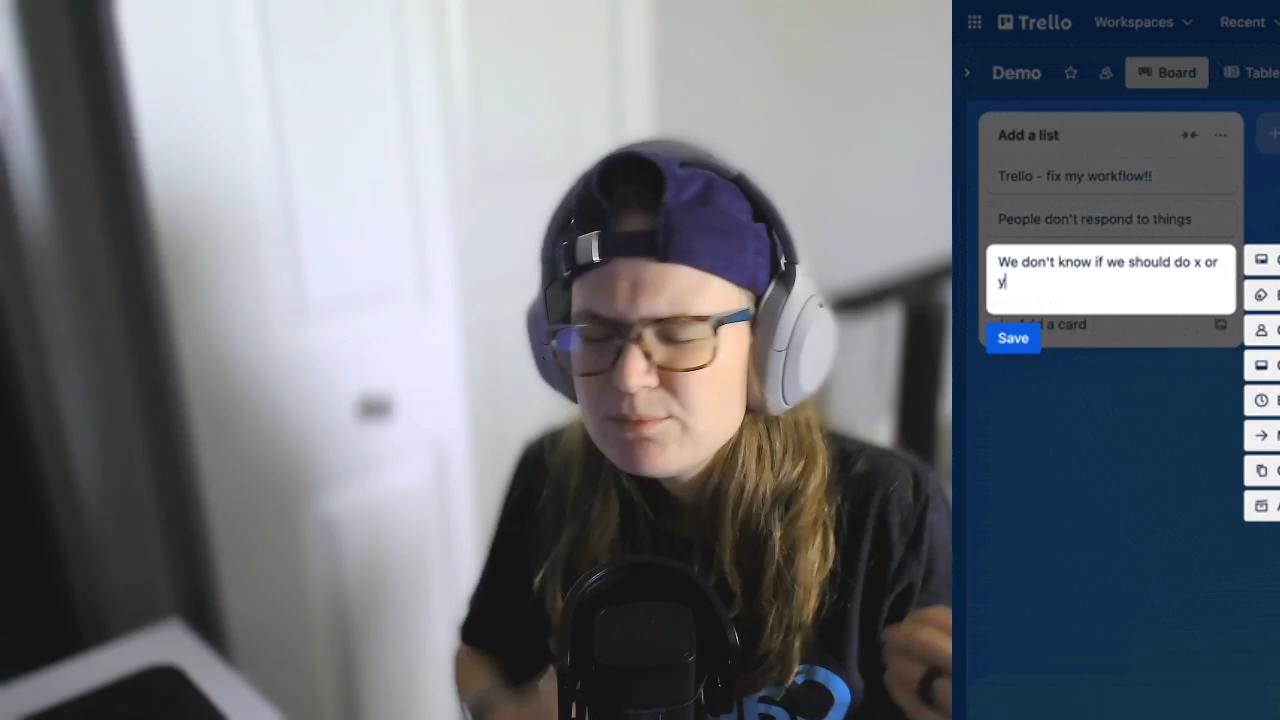 Trello
Workspaces
Recent
Demo
Board
Table
Add a list
Trello - fix my workflow!!
People don't respond to things
We don't know if we should do x or
y
a card
Save